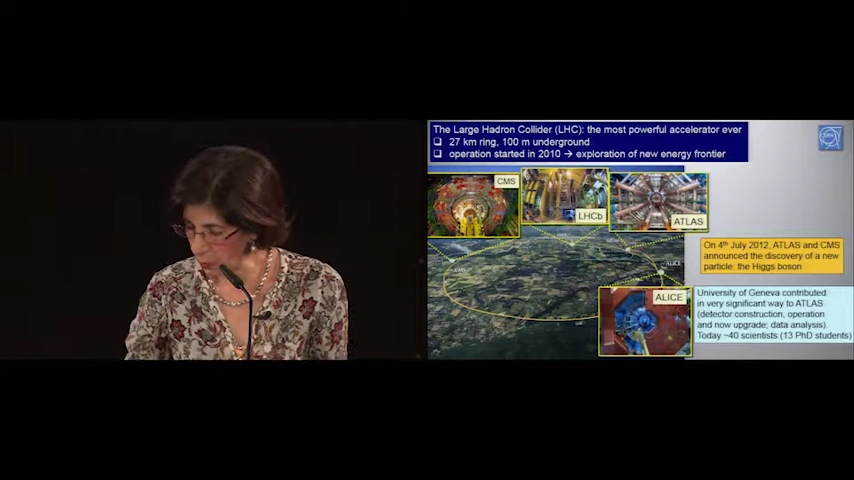 The Large Hadron Collider (LHC): the most powerful accelerator ever
❑ 27 km ring, 100 m underground
❑ operation started in 2010 → exploration of new energy frontier
CERN
CMS
LHCb
ATLAS
On 4th July 2012, ATLAS and CMS
announced the discovery of a new
particle: the Higgs boson
CMS
ALICE
ALICE
University of Geneva contributed
in very significant way to ATLAS
(detector construction, operation
and now upgrade; data analysis).
Today ~40 scientists (13 PhD students)